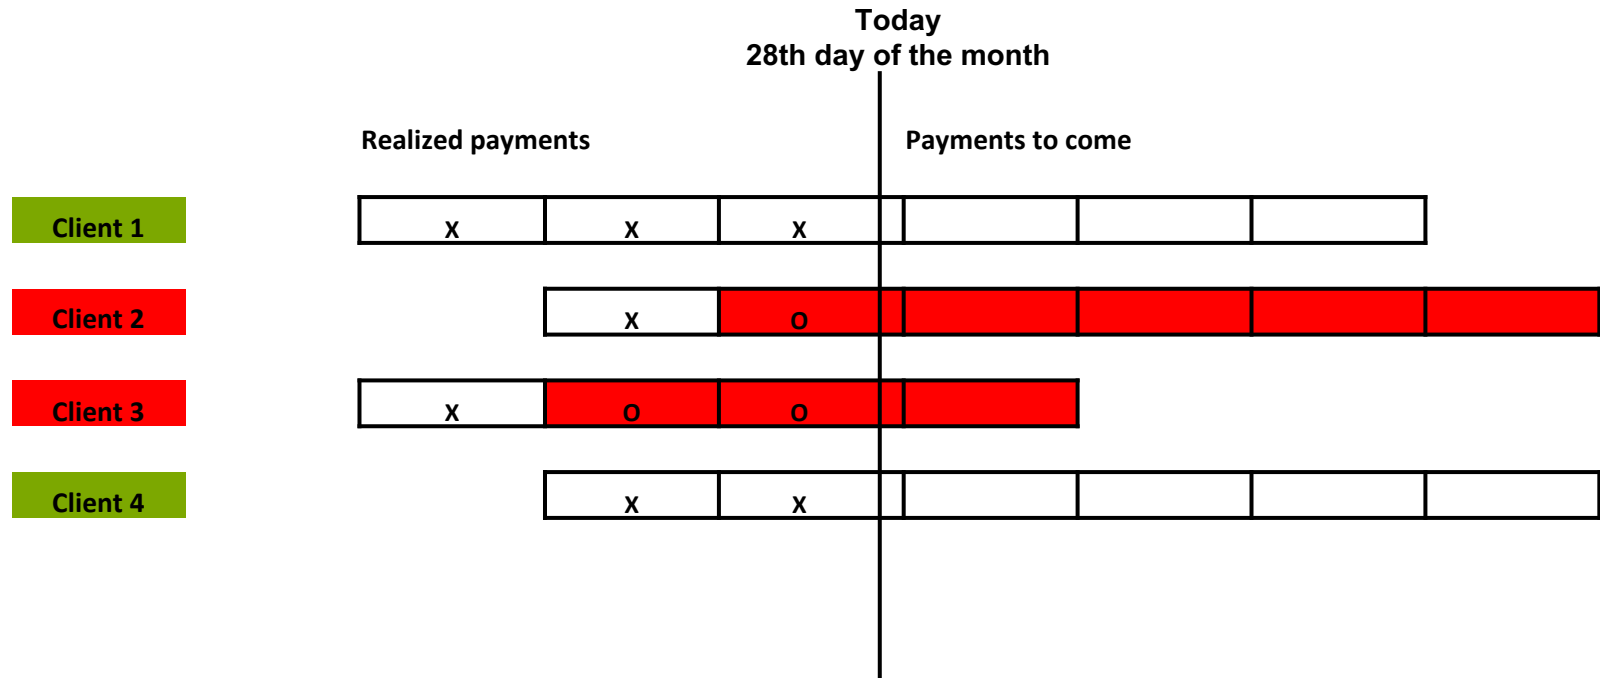 Today
28th day of the month
Realized payments Payments to come
Client 1 X X X
Client 2 X O
Client 3 X O O
Client 4 X X